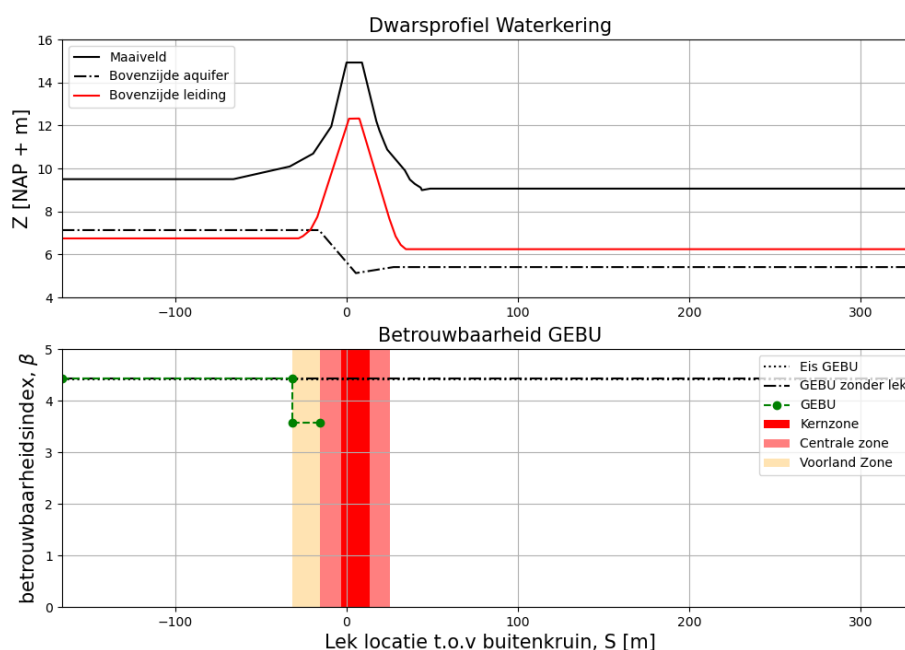 Dwarsprofiel Waterkering
Z [NAP + m]
16
14
12
10
8
6
4
Maaiveld
Bovenzijde aquifer
Bovenzijde leiding
−100
0
100
200
300
Betrouwbaarheid GEBU
betrouwbaarheidsindex, β
5
4
3
2
1
0
Eis GEBU
GEBU zonder lek
GEBU
Kernzone
Centrale zone
Voorland Zone
−100
0
100
200
300
Lek locatie t.o.v buitenkruin, S [m]